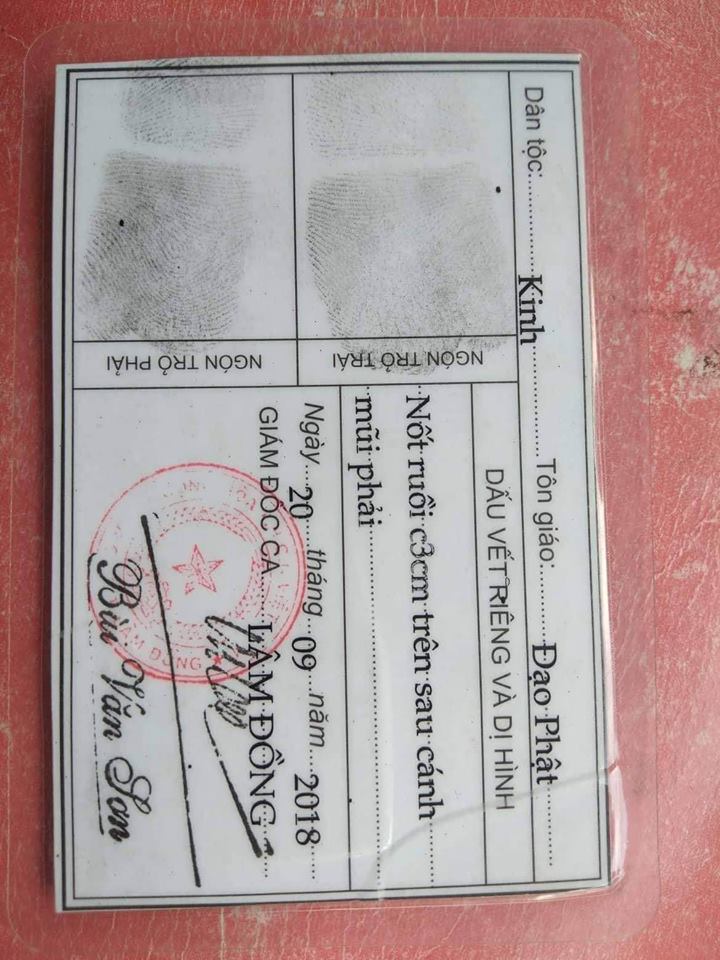 Dân tộc:......Kinh......Tôn giáo:......Đạo Phật......
DẤU VẾT RIÊNG VÀ DỊ HÌNH
Nốt ruồi c3cm trên sau cánh
mũi phải
NGÓN TRỎ TRÁI
NGÓN TRỎ PHẢI
Ngày...20...tháng...09...năm...2018...
GIÁM ĐỐC CA....LÂM ĐỒNG....
Bùi Văn Sơn